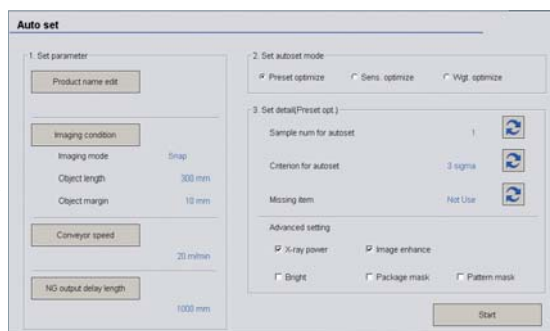 Auto set
1. Set parameter
Product name edit
Imaging condition
Imaging mode Snap
Object length 300 mm
Object margin 10 mm
Conveyor speed
20 m/min
NG output delay length
1000 mm
2. Set autoset mode
Preset optimize Sens. optimize Wgt. optimize
3. Set detail(Preset opt.)
Sample num for autoset 1
Criterion for autoset 3 sigma
Missing item Not Use
Advanced setting
X-ray power Image enhance
Bright Package mask Pattern mask
Start